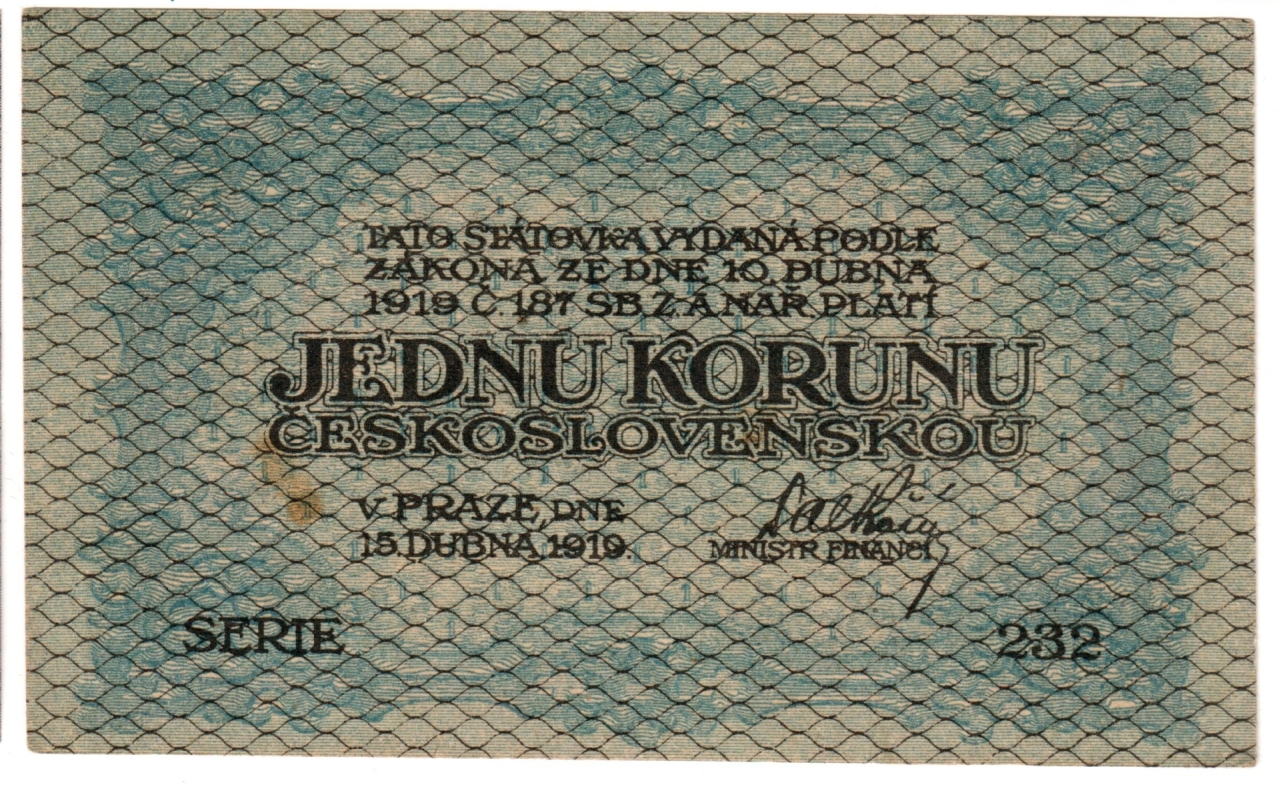 TATO STÁTOVKA VYDANÁ PODLE
ZÁKONA ZE DNE 10. DUBNA
1919 Č. 187 SB. Z. A NAŘ. PLATÍ
JEDNU KORUNU
ČESKOSLOVENSKOU
V PRAZE, DNE
15. DUBNA 1919.
MINISTR FINANCÍ
SERIE 232